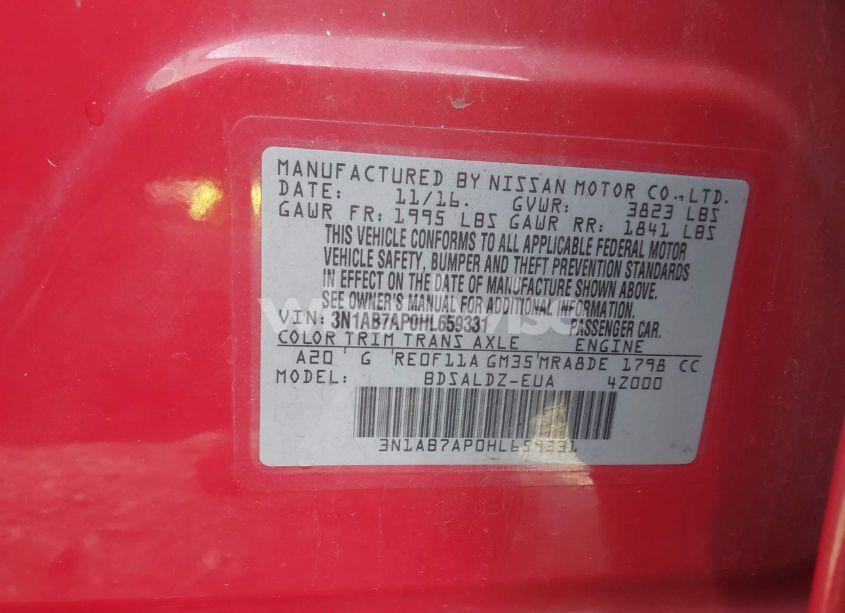 MANUFACTURED BY NISSAN MOTOR CO., LTD.
DATE: 11/16. GVWR: 3823 LBS
GAWR FR: 1995 LBS GAWR RR: 1841 LBS
THIS VEHICLE CONFORMS TO ALL APPLICABLE FEDERAL MOTOR
VEHICLE SAFETY, BUMPER AND THEFT PREVENTION STANDARDS
IN EFFECT ON THE DATE OF MANUFACTURE SHOWN ABOVE.
SEE OWNER'S MANUAL FOR ADDITIONAL INFORMATION
VIN: 3N1AB7AP0HL659331 PASSENGER CAR.
COLOR TRIM TRANS AXLE ENGINE
A20 G RE0F11A GM35 MRA8DE 1798 CC
MODEL: BDSALDZ-EUA 4Z000
3N1AB7AP0HL659331